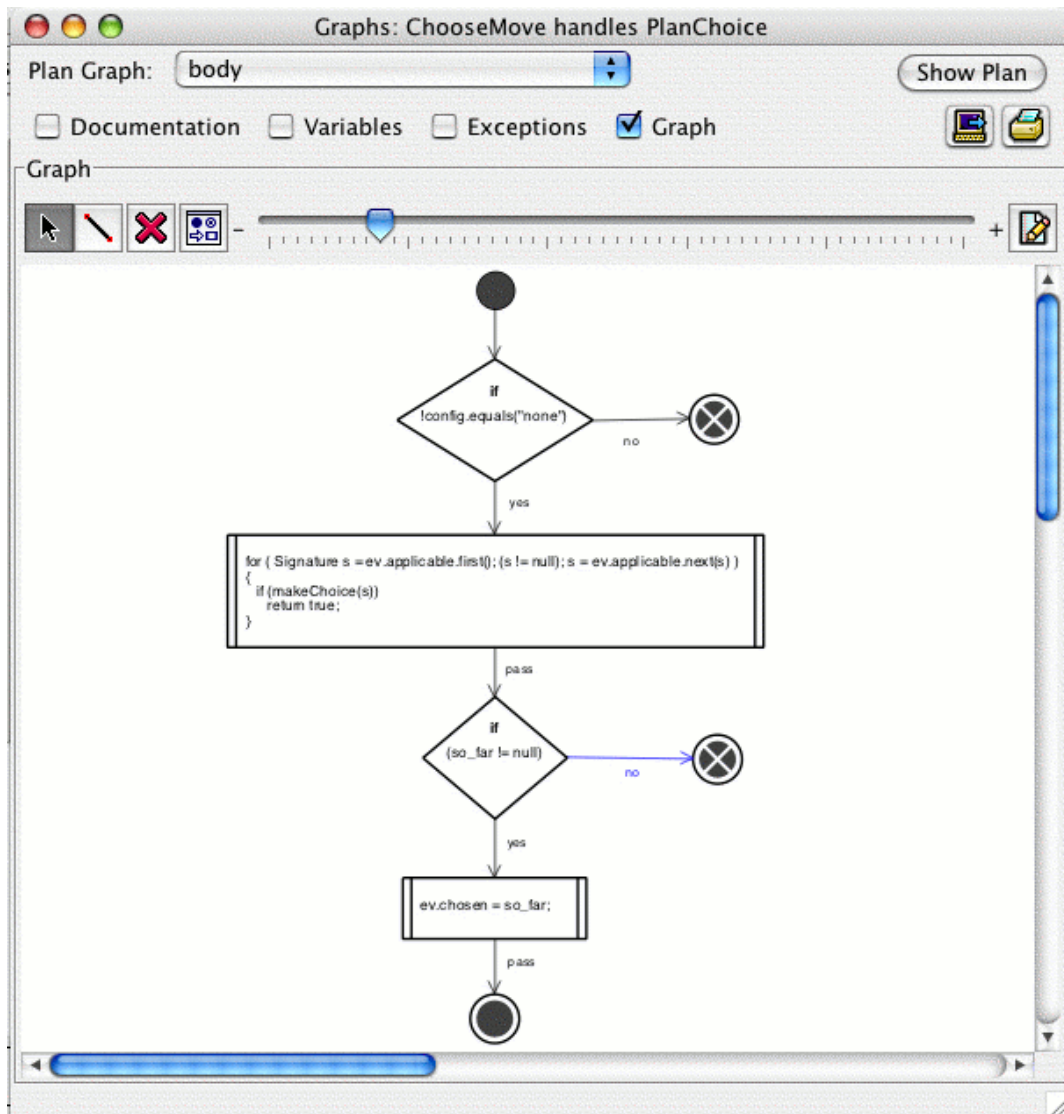 Graphs: ChooseMove handles PlanChoice
Plan Graph: body Show Plan
Documentation Variables Exceptions Graph
Graph
- +
if
!config.equals("none")
no
yes
for ( Signature s = ev.applicable.first(); (s != null); s = ev.applicable.next(s) )
{
if (makeChoice(s))
return true;
}
pass
if
(so_far != null)
no
yes
ev.chosen = so_far;
pass